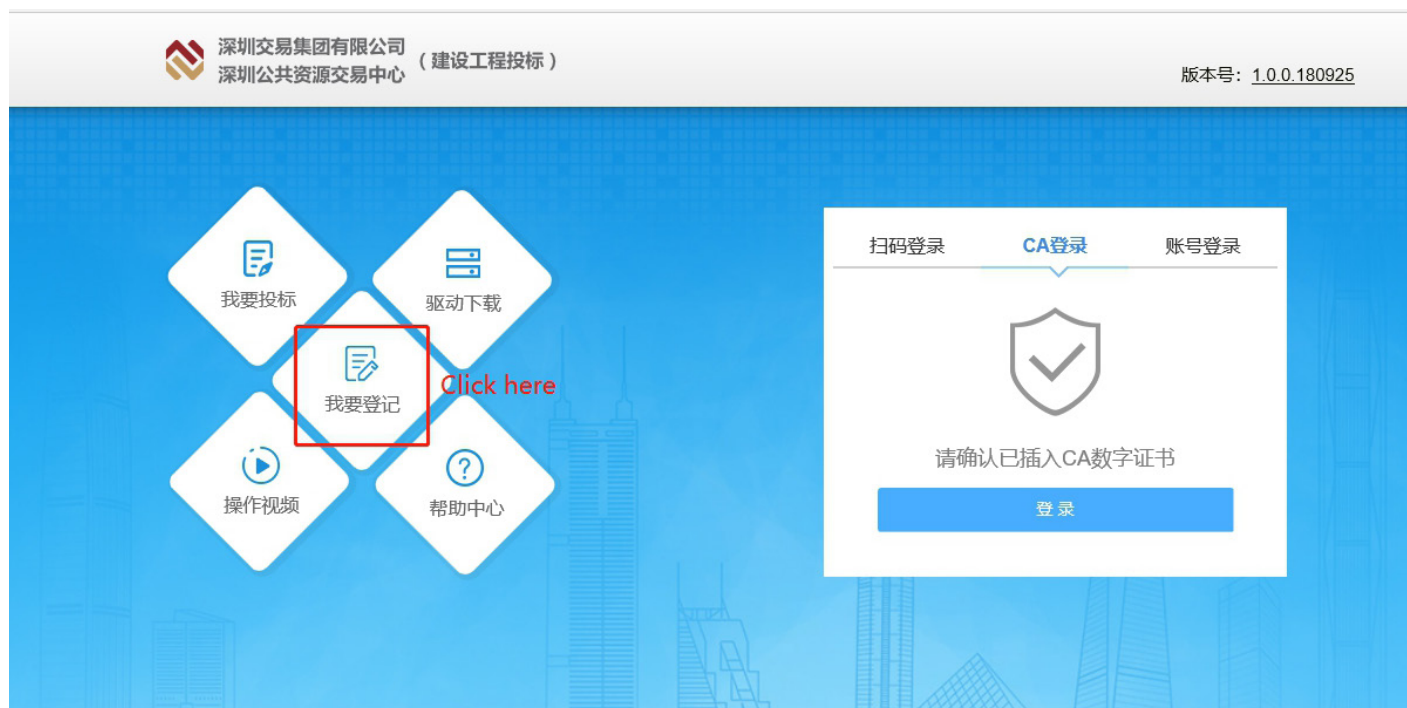 深圳交易集团有限公司
深圳公共资源交易中心
（建设工程投标）
版本号：1.0.0.180925
我要投标
驱动下载
我要登记
Click here
操作视频
帮助中心
扫码登录
CA登录
账号登录
请确认已插入CA数字证书
登 录